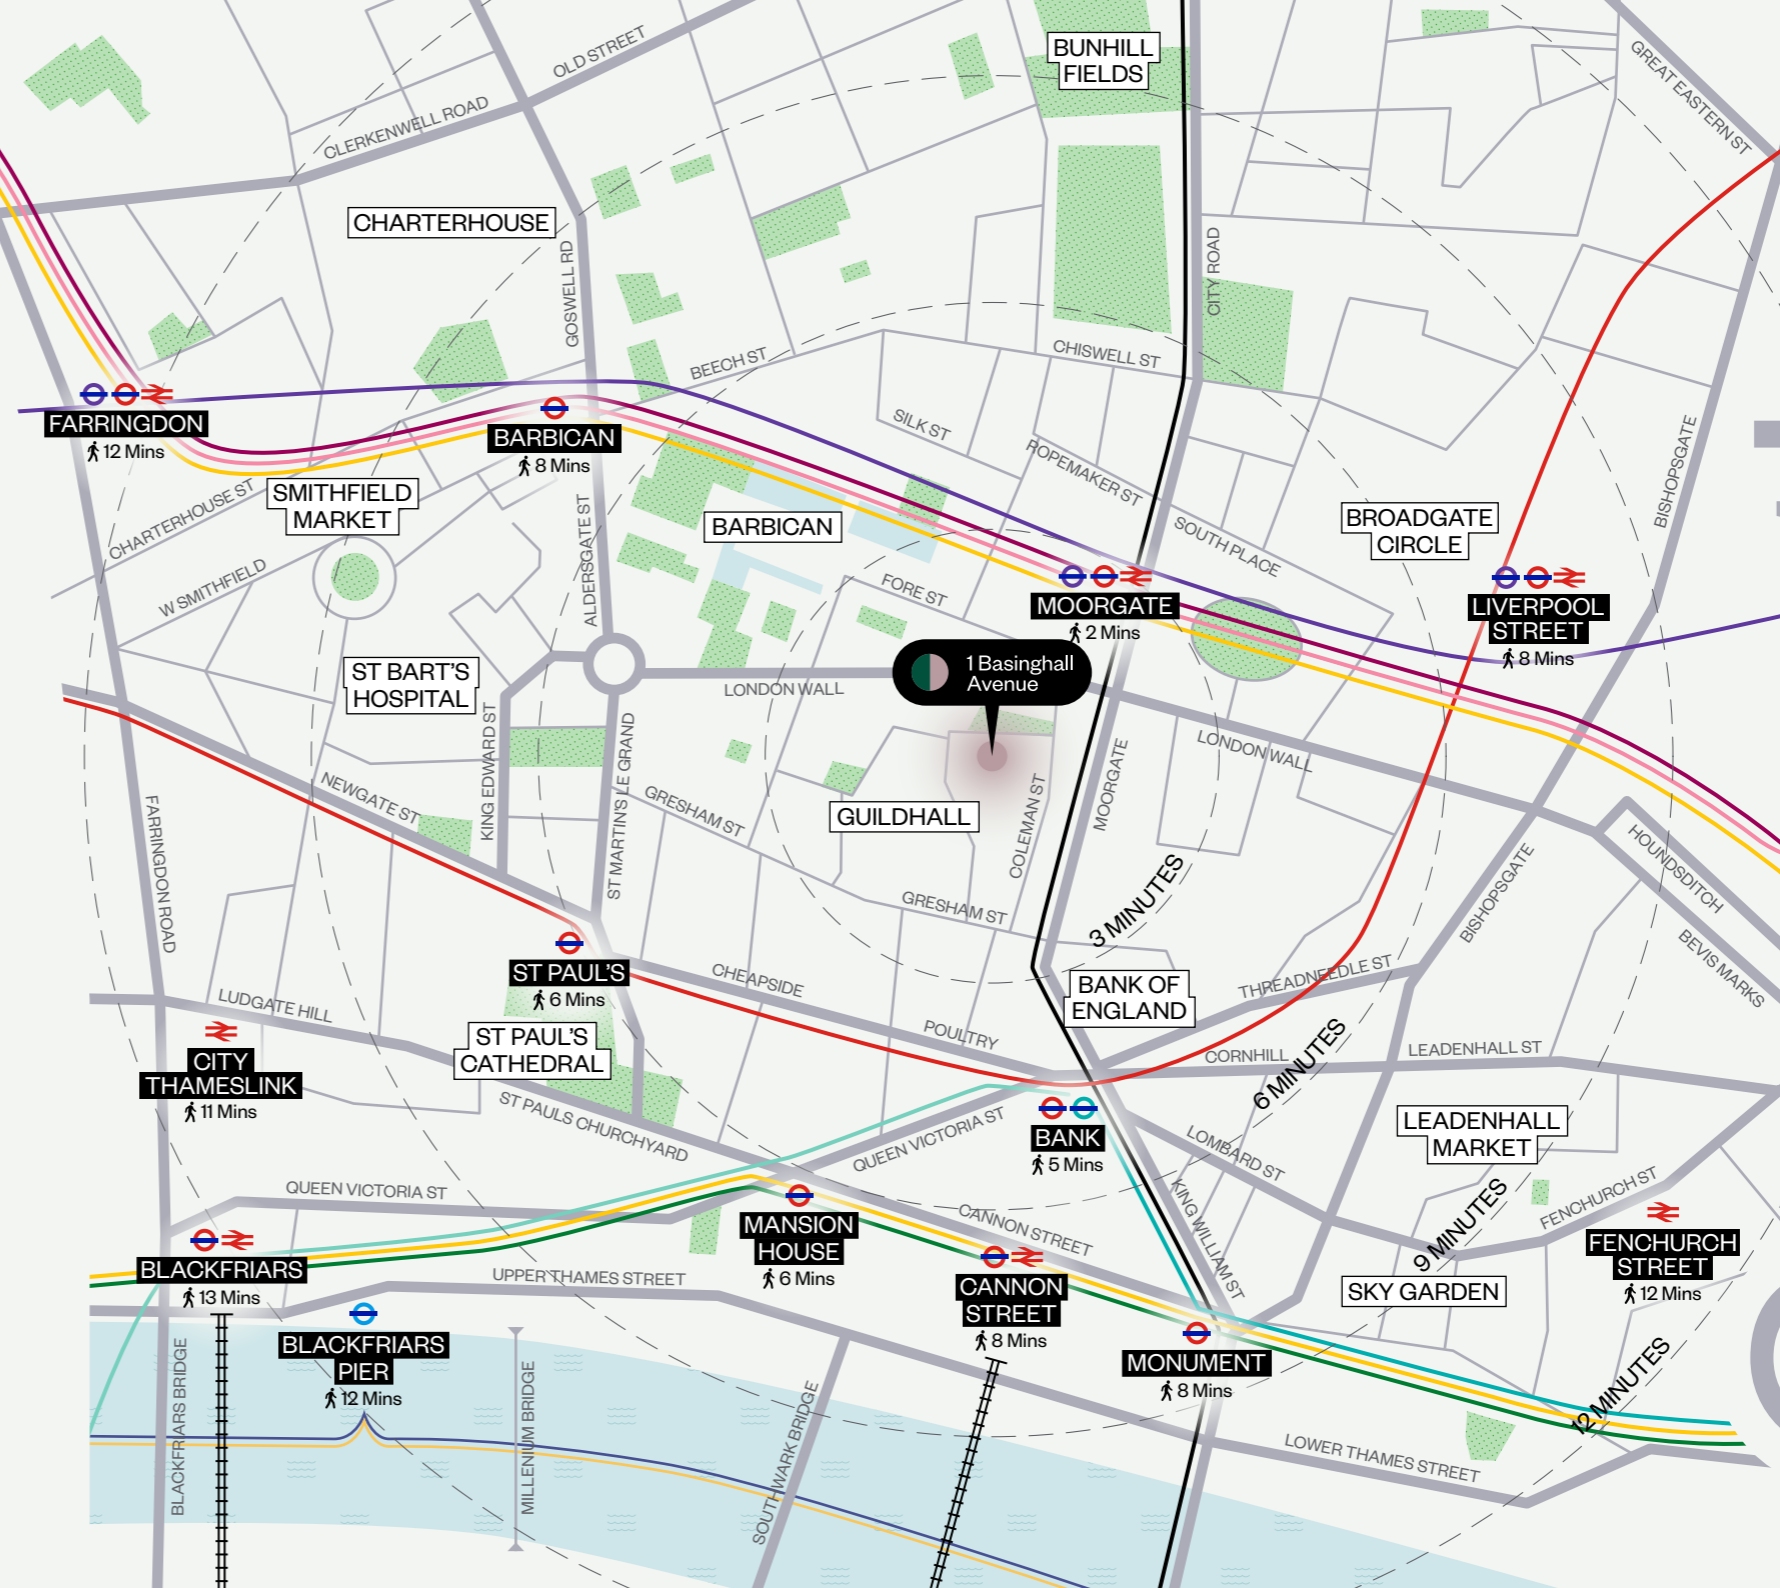 BUNHILL
FIELDS
OLD STREET
GREAT EASTERN ST
CLERKENWELL ROAD
CHARTERHOUSE
GOSWELL RD
CITY ROAD
BEECH ST
CHISWELL ST
FARRINGDON
12 Mins
BARBICAN
8 Mins
SILK ST
ROPEMAKER ST
BISHOPSGATE
SMITHFIELD
MARKET
CHARTERHOUSE ST
BARBICAN
ALDERSGATE ST
SOUTH PLACE
BROADGATE
CIRCLE
W SMITHFIELD
FORE ST
MOORGATE
2 Mins
LIVERPOOL
STREET
8 Mins
ST BART'S
HOSPITAL
LONDON WALL
1 Basinghall
Avenue
KING EDWARD ST
ST MARTIN'S LE GRAND
MOORGATE
LONDON WALL
NEWGATE ST
FARRINGDON ROAD
GRESHAM ST
GUILDHALL
COLEMAN ST
HOUNSDITCH
BISHOPSGATE
3 MINUTES
GRESHAM ST
BEVIS MARKS
ST PAUL'S
6 Mins
CHEAPSIDE
BANK OF
ENGLAND
THREADNEEDLE ST
LUDGATE HILL
POULTRY
CITY
THAMESLINK
11 Mins
ST PAUL'S
CATHEDRAL
CORNHILL
LEADENHALL ST
6 MINUTES
ST PAULS CHURCHYARD
QUEEN VICTORIA ST
BANK
5 Mins
LOMBARD ST
LEADENHALL
MARKET
QUEEN VICTORIA ST
KING WILLIAM ST
FENCHURCH ST
9 MINUTES
MANSION
HOUSE
6 Mins
CANNON STREET
FENCHURCH
STREET
12 Mins
BLACKFRIARS
13 Mins
UPPER THAMES STREET
CANNON
STREET
8 Mins
SKY GARDEN
BLACKFRIARS
PIER
12 Mins
MONUMENT
8 Mins
12 MINUTES
BLACKFRIARS BRIDGE
MILLENIUM BRIDGE
SOUTHWARK BRIDGE
LOWER THAMES STREET